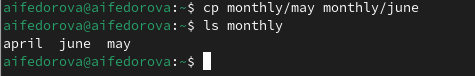 aifedorova@aifedorova:~$ cp monthly/may monthly/june
aifedorova@aifedorova:~$ ls monthly
april  june  may
aifedorova@aifedorova:~$